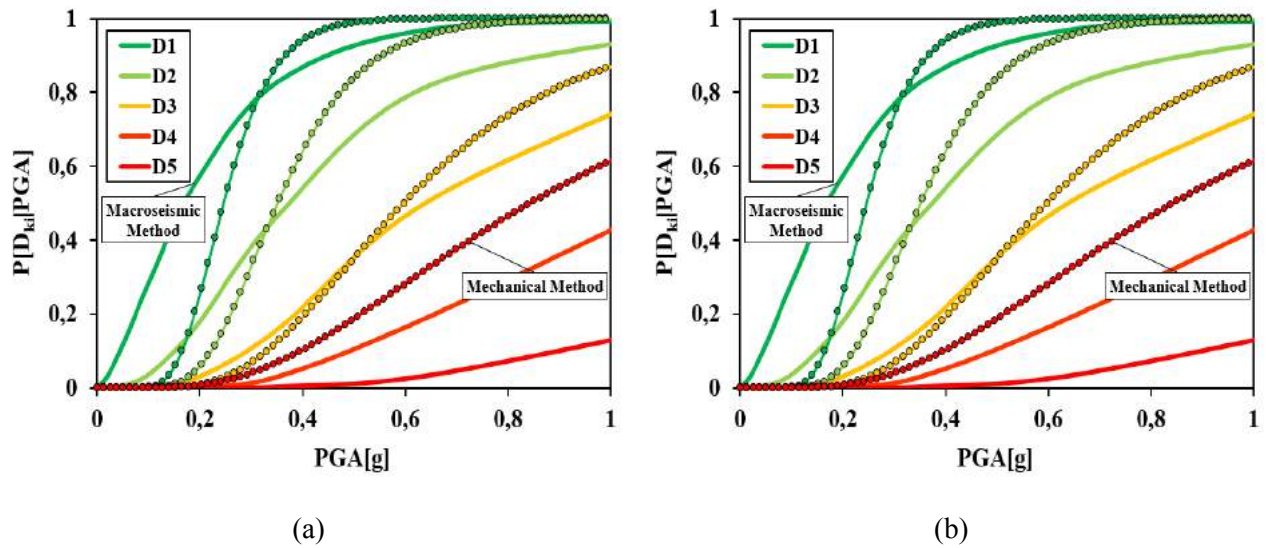 1
0,8
0,6
0,4
0,2
0
P[Dki|PGA]
D1
D2
D3
D4
D5
Macroseismic
Method
Mechanical Method
0 0,2 0,4 0,6 0,8 1
PGA[g]
(a)
1
0,8
0,6
0,4
0,2
0
P[Dki|PGA]
D1
D2
D3
D4
D5
Macroseismic
Method
Mechanical Method
0 0,2 0,4 0,6 0,8 1
PGA[g]
(b)